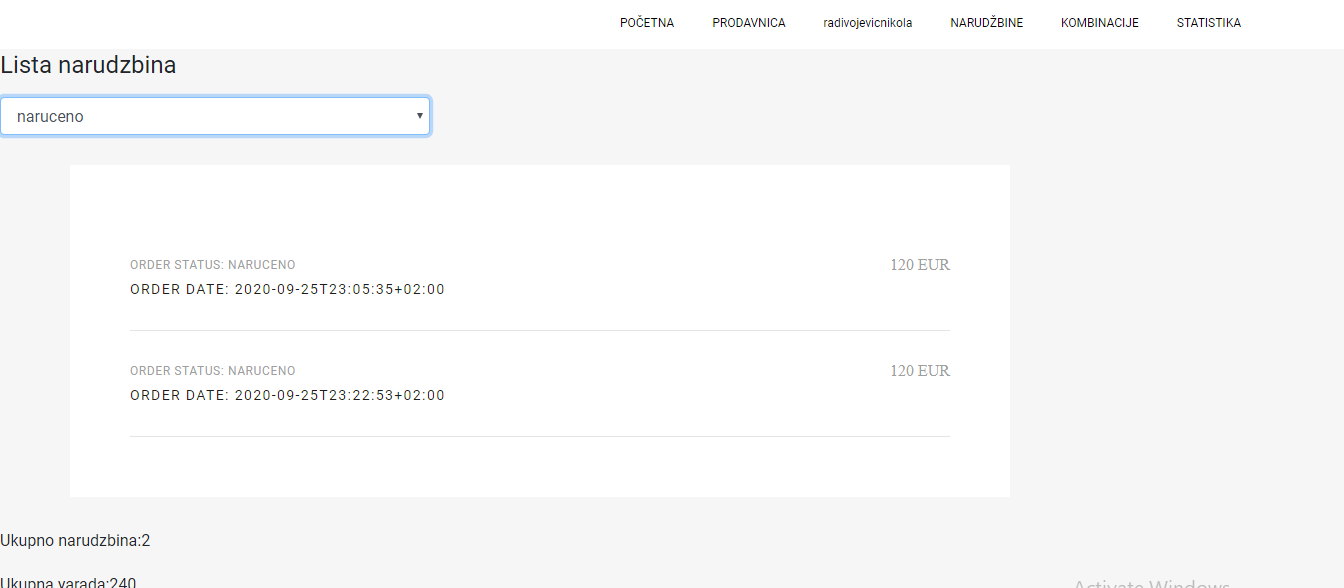 POČETNA PRODAVNICA radivojevicnikola NARUDŽBINE KOMBINACIJE STATISTIKA
Lista narudzbina
naruceno
ORDER STATUS: NARUCENO 120 EUR
ORDER DATE: 2020-09-25T23:05:35+02:00
ORDER STATUS: NARUCENO 120 EUR
ORDER DATE: 2020-09-25T23:22:53+02:00
Ukupno narudzbina:2
Ukupna varada:240
Activate Windows